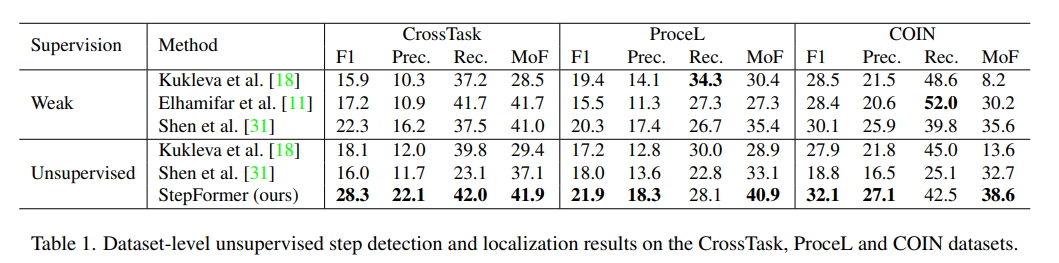 Supervision Method CrossTask ProceL COIN
F1 Prec. Rec. MoF F1 Prec. Rec. MoF F1 Prec. Rec. MoF
Weak Kukleva et al. [18] 15.9 10.3 37.2 28.5 19.4 14.1 34.3 30.4 28.5 21.5 48.6 8.2
Elhamifar et al. [11] 17.2 10.9 41.7 41.7 15.5 11.3 27.3 27.3 28.4 20.6 52.0 30.2
Shen et al. [31] 22.3 16.2 37.5 41.0 20.3 17.4 26.7 35.4 30.1 25.9 39.8 35.6
Unsupervised Kukleva et al. [18] 18.1 12.0 39.8 29.4 17.2 12.8 30.0 28.9 27.9 21.8 45.0 13.6
Shen et al. [31] 16.0 11.7 23.1 37.1 18.0 13.6 22.8 33.1 18.8 16.5 25.1 32.7
StepFormer (ours) 28.3 22.1 42.0 41.9 21.9 18.3 28.1 40.9 32.1 27.1 42.5 38.6
Table 1. Dataset-level unsupervised step detection and localization results on the CrossTask, ProceL and COIN datasets.